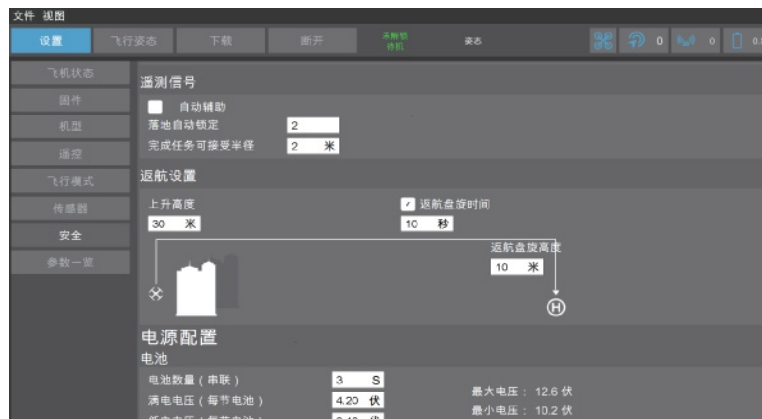 文件 视图
设置 飞行姿态 下载 断开 未解锁 待机 姿态 0 0 0.
飞机状态
固件
机型
遥控
飞行模式
传感器
安全
参数一览
遥测信号
自动辅助
落地自动锁定 2
完成任务可接受半径 2 米
返航设置
上升高度
30 米
返航盘旋时间
10 秒
返航盘旋高度
10 米
H
电源配置
电池
电池数量（串联） 3 S
满电电压（每节电池） 4.20 伏
最大电压： 12.6 伏
最小电压： 10.2 伏